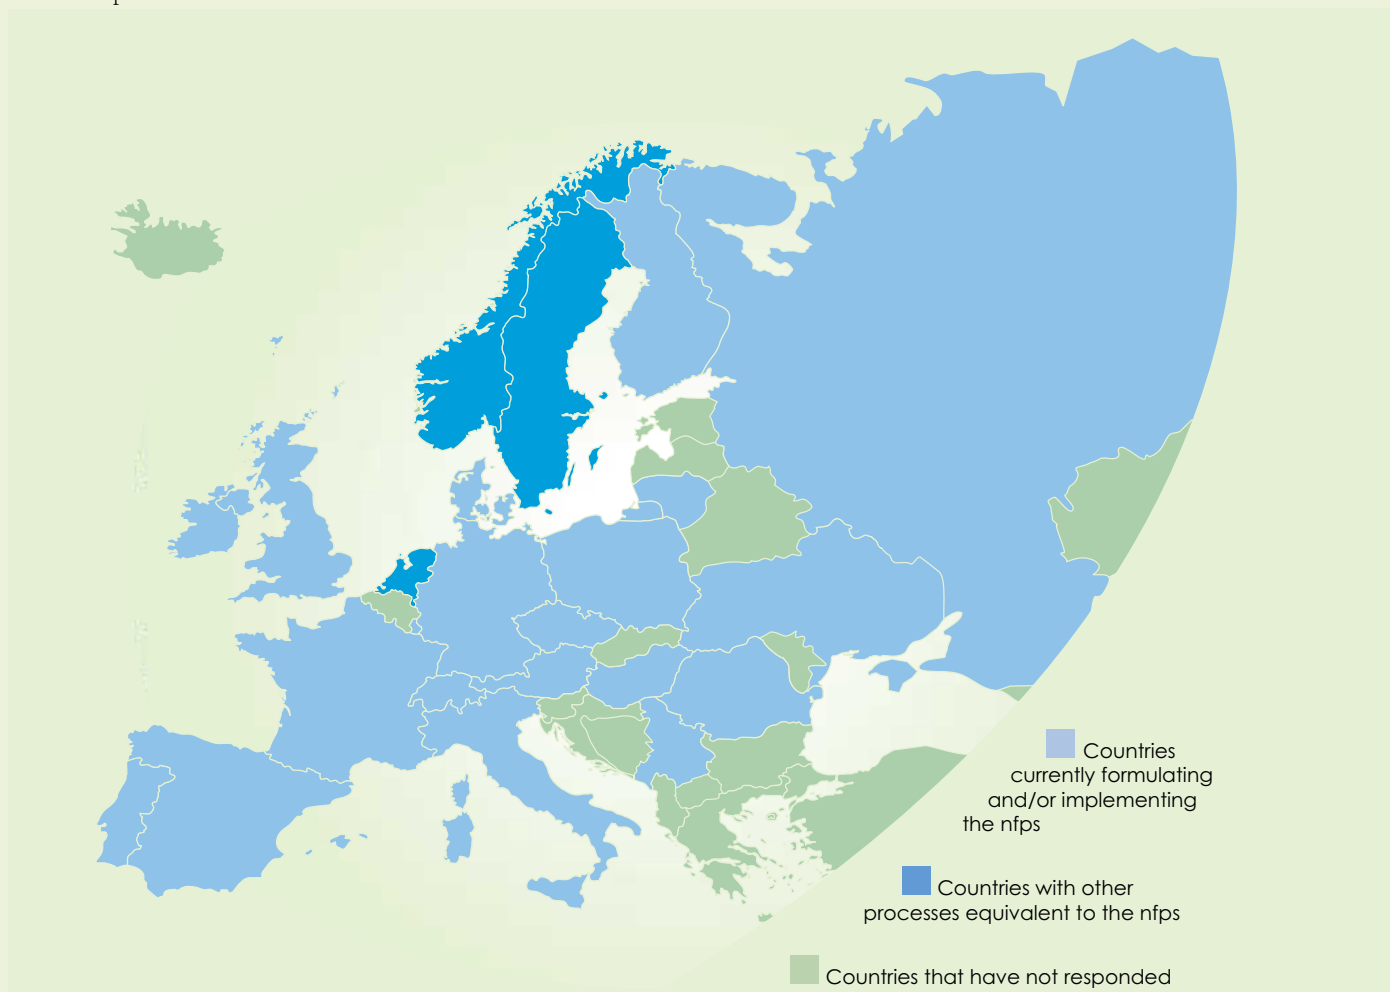 Countries
currently formulating
and/or implementing
the nfps
Countries with other
processes equivalent to the nfps
Countries that have not responded